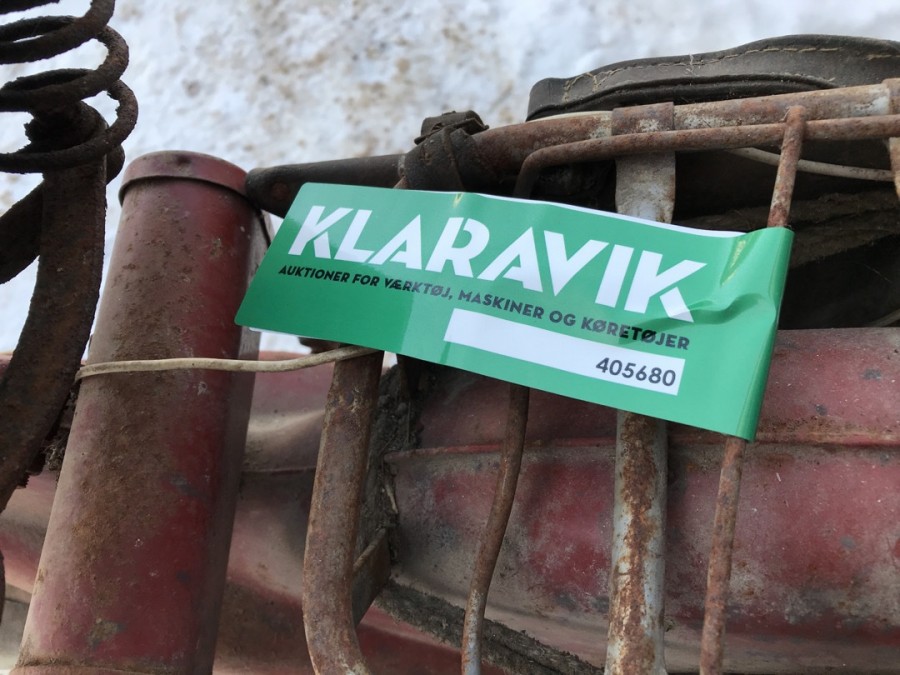 KLARAVIK
AUKTIONER FOR VÆRKTØJ, MASKINER OG KØRETØJER
405680